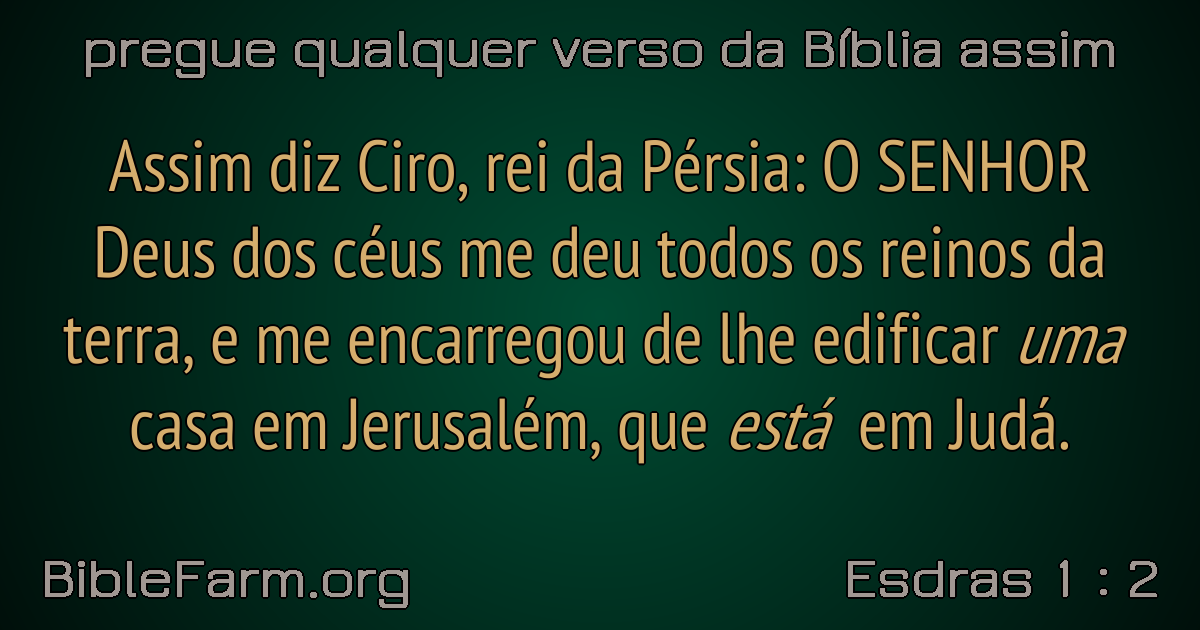 pregue qualquer verso da Bíblia assim
Assim diz Ciro, rei da Pérsia: O SENHOR
Deus dos céus me deu todos os reinos da
terra, e me encarregou de lhe edificar uma
casa em Jerusalém, que está em Judá.
BibleFarm.org
Esdras 1 : 2